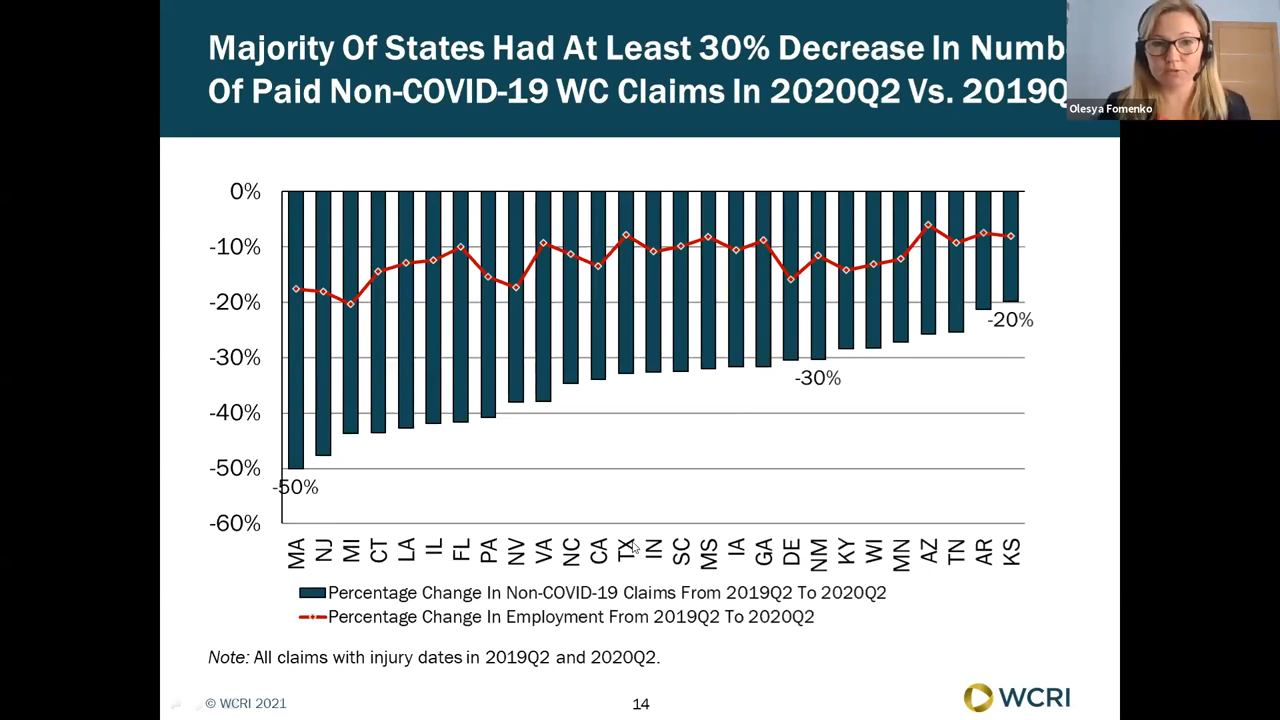 Majority Of States Had At Least 30% Decrease In Numb
Of Paid Non-COVID-19 WC Claims In 2020Q2 Vs. 2019Q
Olesya Fomenko
0%
-10%
-20%
-30%
-40%
-50%
-60%
-50%
-30%
-20%
MA NJ MI CT LA IL FL PA NV VA NC CA TX IN SC MS IA GA DE NM KY WI MN AZ TN AR KS
Percentage Change In Non-COVID-19 Claims From 2019Q2 To 2020Q2
Percentage Change In Employment From 2019Q2 To 2020Q2
Note: All claims with injury dates in 2019Q2 and 2020Q2.
© WCRI 2021
14
WCRI